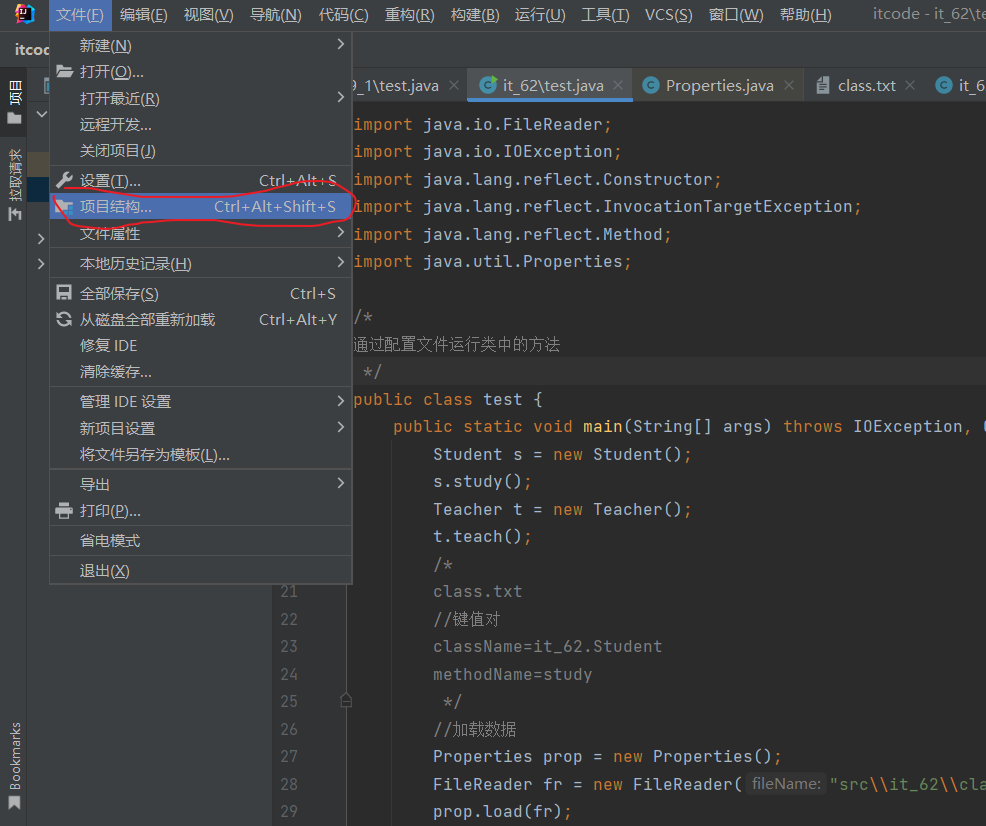 文件(F) 编辑(E) 视图(V) 导航(N) 代码(C) 重构(R) 构建(B) 运行(U) 工具(T) VCS(S) 窗口(W) 帮助(H) itcode - it_62\te
itcod
新建(N)
打开(O)...
打开最近(R)
远程开发...
关闭项目(J)
设置(T)... Ctrl+Alt+S
项目结构... Ctrl+Alt+Shift+S
文件属性
本地历史记录(H)
全部保存(S) Ctrl+S
从磁盘全部重新加载 Ctrl+Alt+Y
修复 IDE
清除缓存...
管理 IDE 设置
新项目设置
将文件另存为模板(L)...
导出
打印(P)...
省电模式
退出(X)
项目
拉取请求
Bookmarks
9_1\test.java it_62\test.java Properties.java class.txt it_6
import java.io.FileReader;
import java.io.IOException;
import java.lang.reflect.Constructor;
import java.lang.reflect.InvocationTargetException;
import java.lang.reflect.Method;
import java.util.Properties;
/*
通过配置文件运行类中的方法
*/
public class test {
public static void main(String[] args) throws IOException,
Student s = new Student();
s.study();
Teacher t = new Teacher();
t.teach();
/*
21 class.txt
22 //键值对
23 className=it_62.Student
24 methodName=study
25 */
26 //加载数据
27 Properties prop = new Properties();
28 FileReader fr = new FileReader( fileName: "src\\it_62\\cla
29 prop.load(fr);